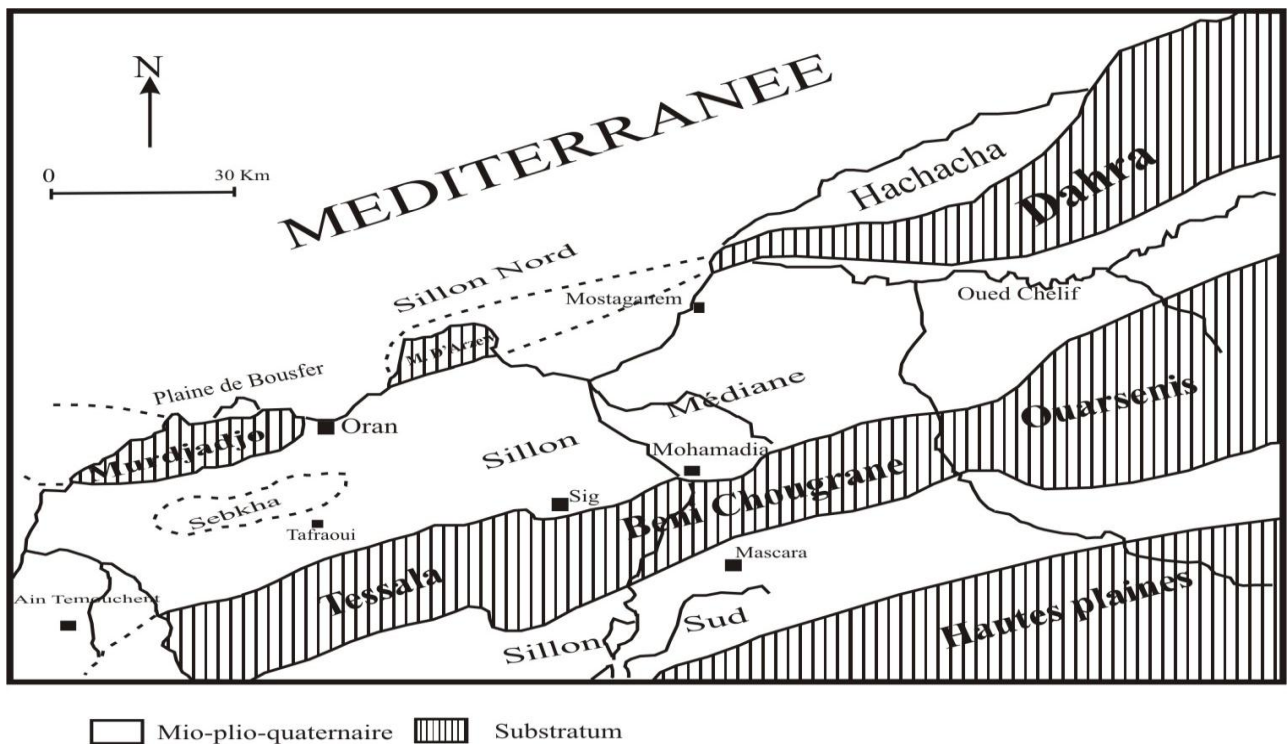 N
0 30 Km
MEDITERRANEE
Hachacha
Dahra
Sillon Nord
Mostaganem
Oued Chelif
M. D'Arzew
Plaine de Bousfer
Médiane
Ouarsenis
Oran
Murdjadjo
Sillon
Mohamadia
Sebkha
Sig
Beni Chougrane
Tafraoui
Mascara
Tessala
Ain Temouchent
Hautes plaines
Sud
Sillon
Mio-plio-quaternaire Substratum